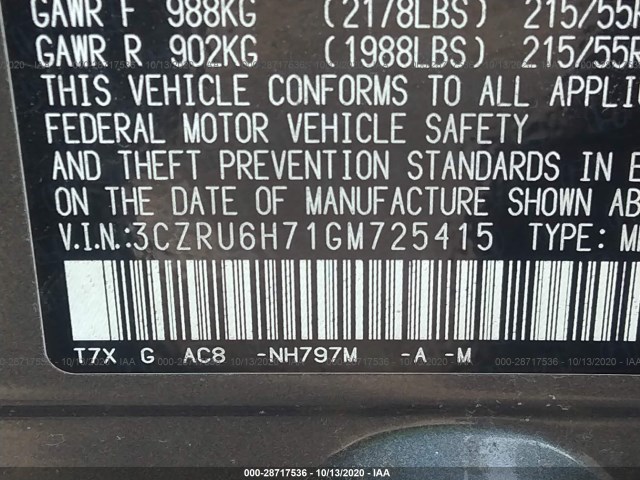 GAWR F 988KG (2178LBS) 215/55
GAWR R 902KG (1988LBS) 215/55
THIS VEHICLE CONFORMS TO ALL APPLI
FEDERAL MOTOR VEHICLE SAFETY
AND THEFT PREVENTION STANDARDS IN E
ON THE DATE OF MANUFACTURE SHOWN AB
V.I.N.:3CZRU6H71GM725415 TYPE:M
T7X G AC8 -NH797M -A -M
000-28717536 | 10/13/2020 - IAA